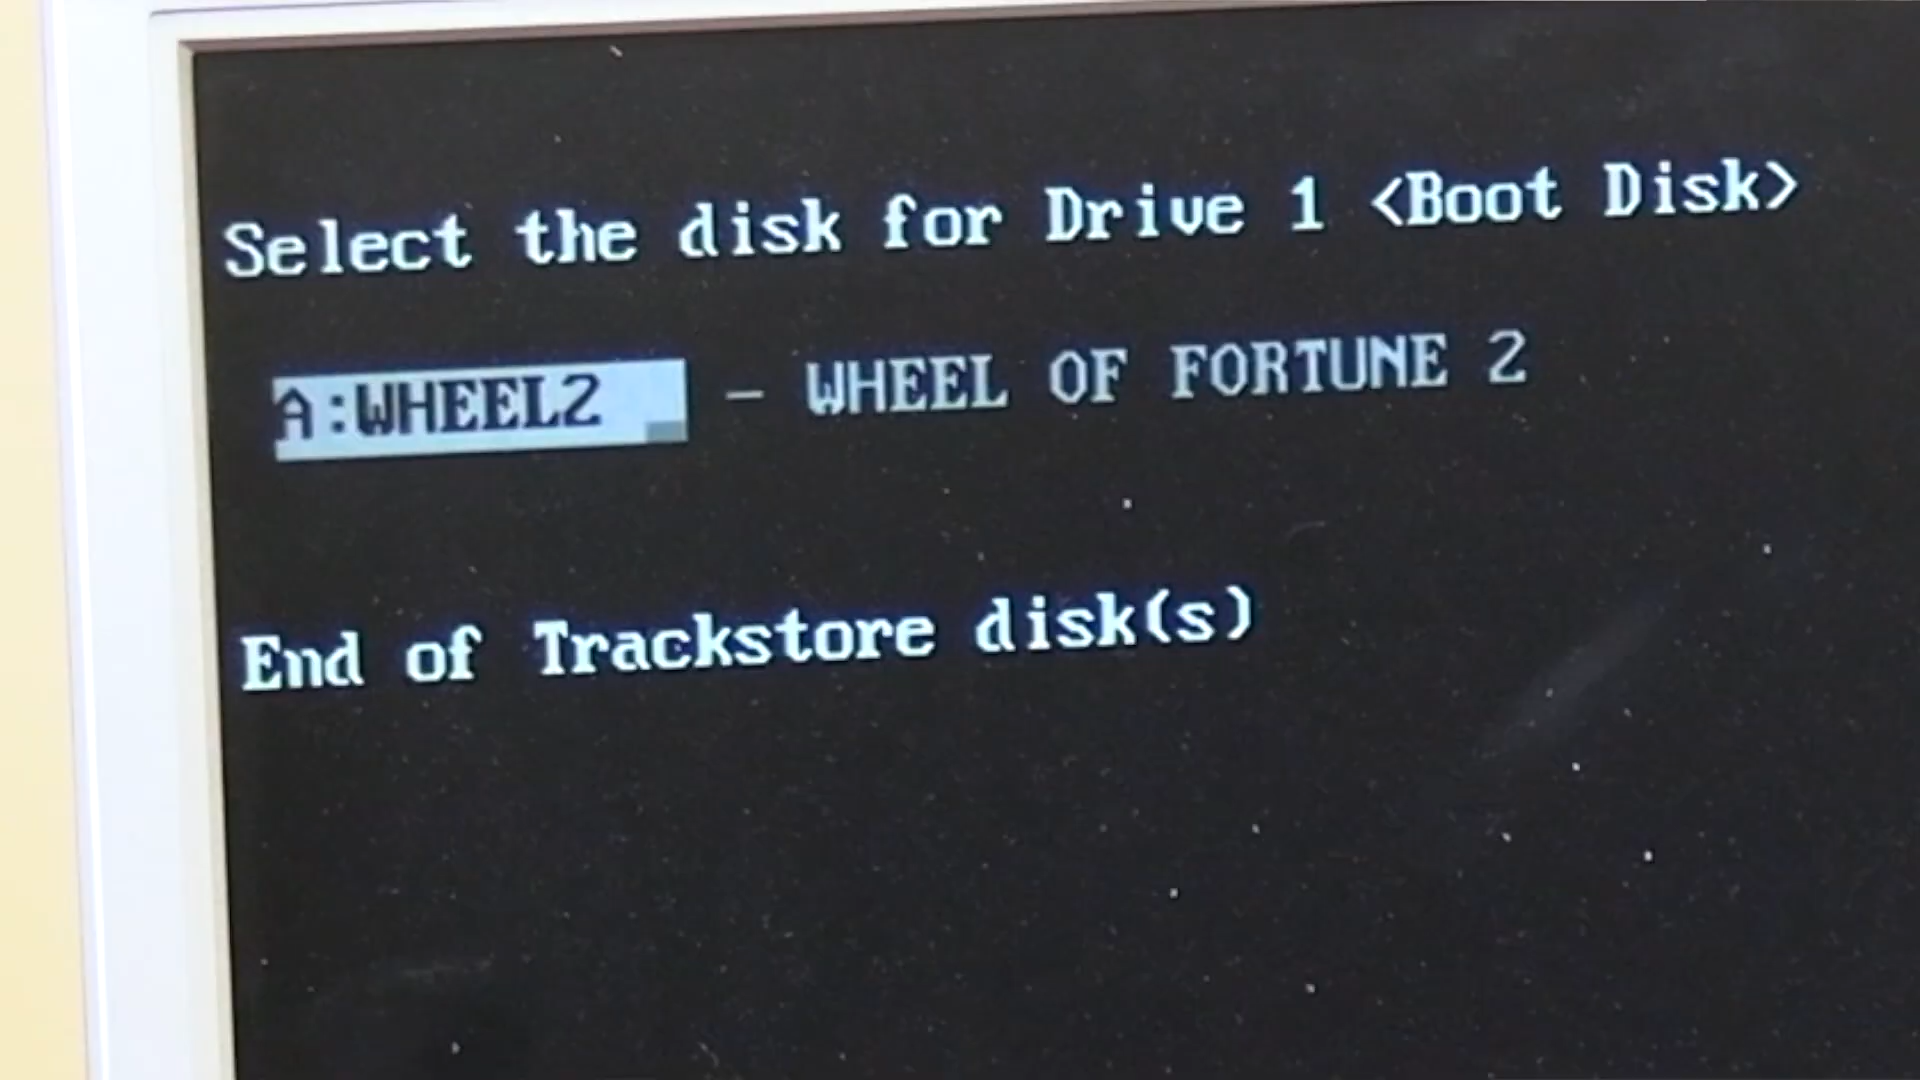 Select the disk for Drive 1 <Boot Disk>
A:WHEEL2 - WHEEL OF FORTUNE 2
End of Trackstore disk(s)